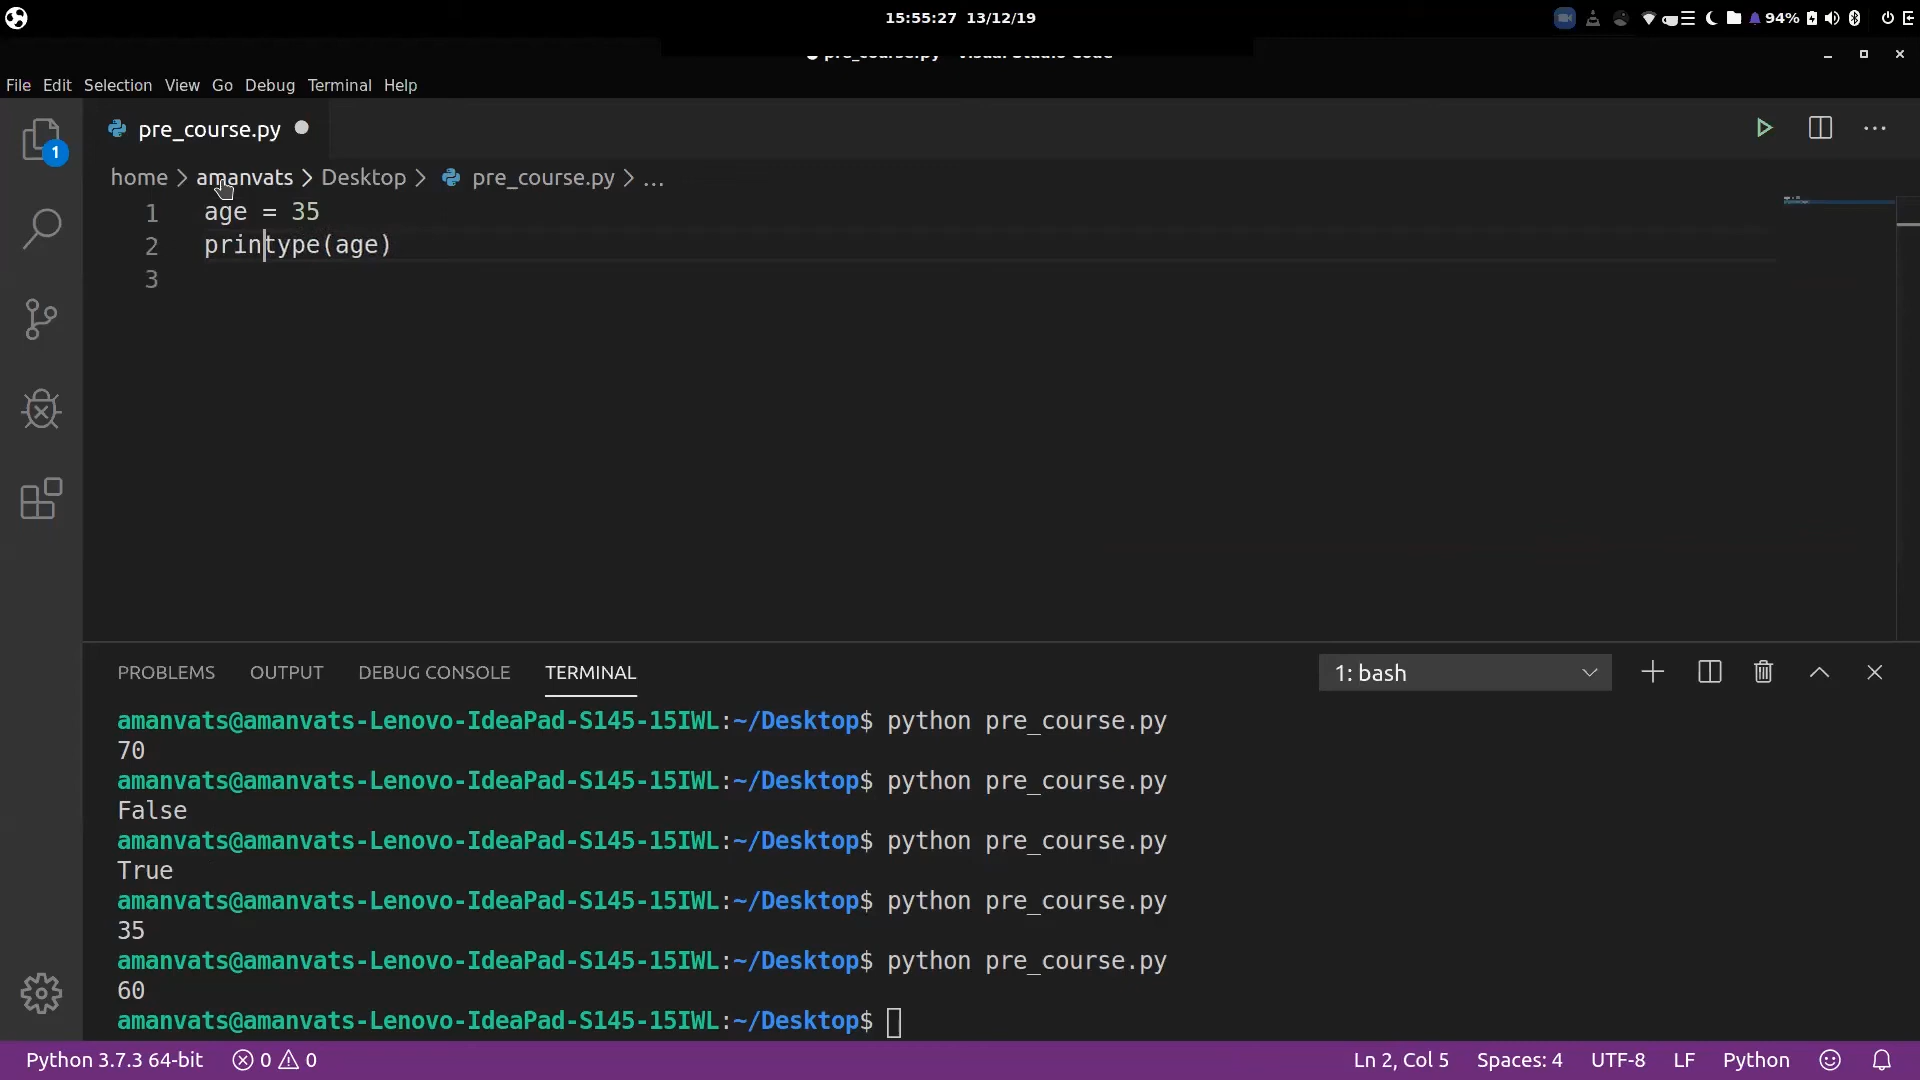 15:55:27 13/12/19
94%
pre_course.py - Visual Studio Code
File Edit Selection View Go Debug Terminal Help
1
pre_course.py
home > amanvats > Desktop > pre_course.py > ...
1 age = 35
2 printype(age)
3
PROBLEMS OUTPUT DEBUG CONSOLE TERMINAL
1: bash
amanvats@amanvats-Lenovo-IdeaPad-S145-15IWL:~/Desktop$ python pre_course.py
70
amanvats@amanvats-Lenovo-IdeaPad-S145-15IWL:~/Desktop$ python pre_course.py
False
amanvats@amanvats-Lenovo-IdeaPad-S145-15IWL:~/Desktop$ python pre_course.py
True
amanvats@amanvats-Lenovo-IdeaPad-S145-15IWL:~/Desktop$ python pre_course.py
35
amanvats@amanvats-Lenovo-IdeaPad-S145-15IWL:~/Desktop$ python pre_course.py
60
amanvats@amanvats-Lenovo-IdeaPad-S145-15IWL:~/Desktop$
Python 3.7.3 64-bit 0 0 Ln 2, Col 5 Spaces: 4 UTF-8 LF Python